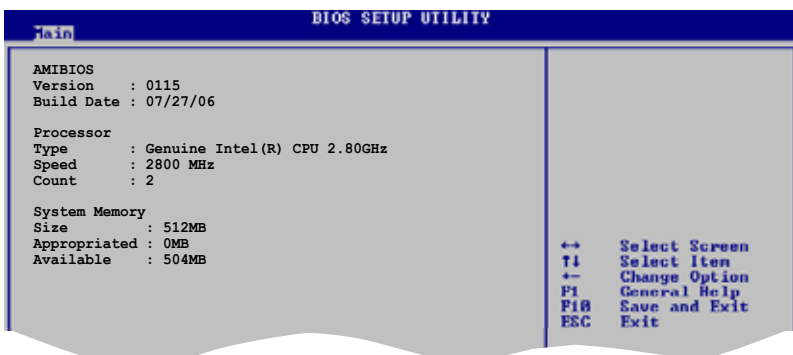 BIOS SETUP UTILITY
Main
AMIBIOS
Version : 0115
Build Date : 07/27/06
Processor
Type : Genuine Intel(R) CPU 2.80GHz
Speed : 2800 MHz
Count : 2
System Memory
Size : 512MB
Appropriated : 0MB
Available : 504MB
↔ Select Screen
↑↓ Select Item
+- Change Option
F1 General Help
F10 Save and Exit
ESC Exit